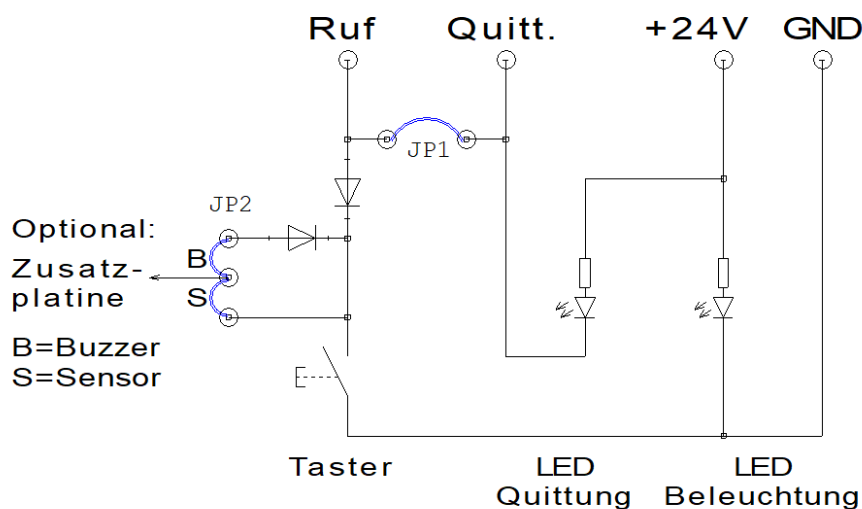 Ruf Quitt. +24V GND
JP1
JP2
Optional:
B
Zusatz-
platine
S
B=Buzzer
S=Sensor
Taster LED LED
Quittung Beleuchtung